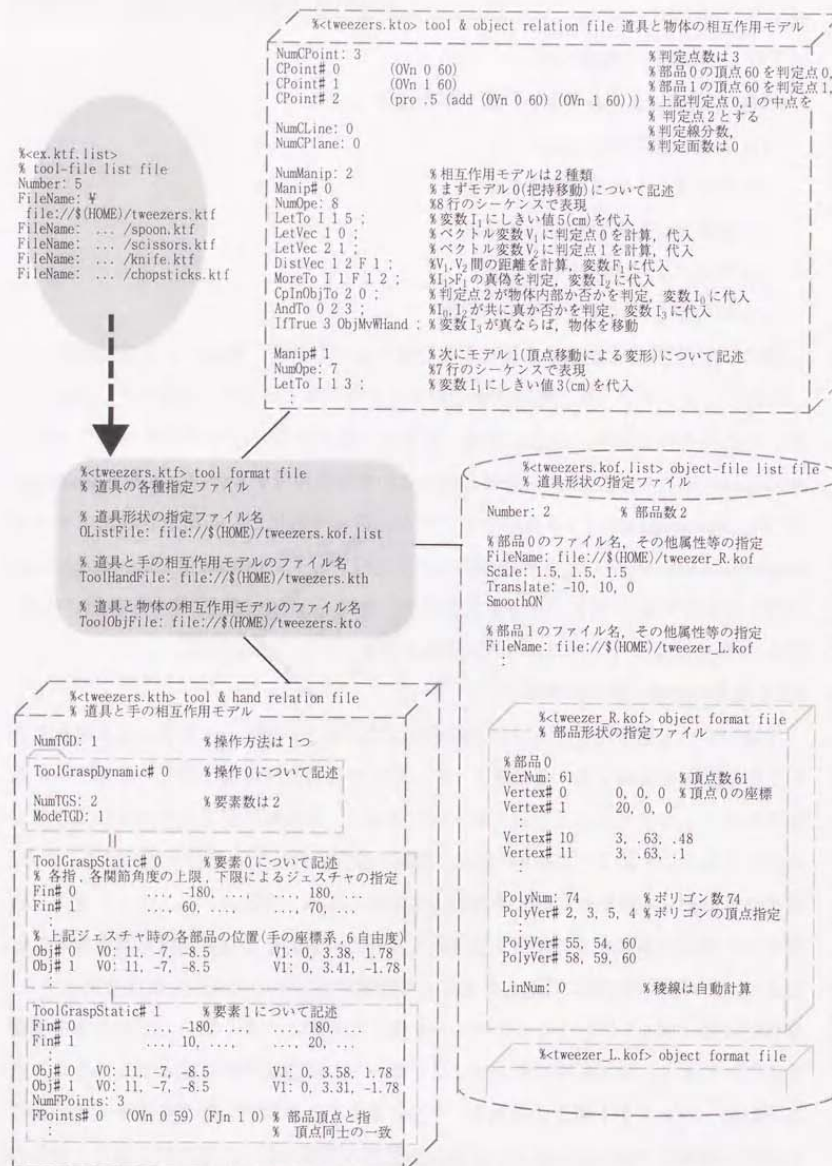 %<tweezers.kto> tool & object relation file 道具と物体の相互作用モデル
NumCPoint: 3 %判定点数は3
CPoint# 0 (OVn 0 60) %部品0の頂点60を判定点0,
CPoint# 1 (OVn 1 60) %部品1の頂点60を判定点1,
CPoint# 2 (pro .5 (add (OVn 0 60) (OVn 1 60))) %上記判定点0,1の中点を
% 判定点2とする
NumCLine: 0 %判定線分数,
NumCPlane: 0 %判定面数は0
NumManip: 2 %相互作用モデルは2種類
Manip# 0 %まずモデル0(把持移動)について記述
NumOpe: 8 %8行のシーケンスで表現
LetTo I 1 5 ; %変数I1にしきい値5(cm)を代入
LetVec 1 0 ; %ベクトル変数V1に判定点0を計算, 代入
LetVec 2 1 ; %ベクトル変数V2に判定点1を計算, 代入
DistVec 1 2 F 1 ; %V1,V2間の距離を計算, 変数F1に代入
MoreTo I 1 F 1 2 ; %I1>F1の真偽を判定, 変数I2に代入
CpInObjTo 2 0 ; %判定点2が物体内部か否かを判定, 変数I0に代入
AndTo 0 2 3 ; %I0,I2が共に真か否かを判定, 変数I3に代入
IfTrue 3 ObjMvWHand ; %変数I3が真ならば, 物体を移動
Manip# 1 %次にモデル1(頂点移動による変形)について記述
NumOpe: 7 %7行のシーケンスで表現
LetTo I 1 3 ; %変数I1にしきい値3(cm)を代入
:
%<ex.ktf.list>
% tool-file list file
Number: 5
FileName: ¥
file://$(HOME)/tweezers.ktf
FileName: ... /spoon.ktf
FileName: ... /scissors.ktf
FileName: ... /knife.ktf
FileName: ... /chopsticks.ktf
%<tweezers.ktf> tool format file
% 道具の各種指定ファイル
% 道具形状の指定ファイル名
OListFile: file://$(HOME)/tweezers.kof.list
% 道具と手の相互作用モデルのファイル名
ToolHandFile: file://$(HOME)/tweezers.kth
% 道具と物体の相互作用モデルのファイル名
ToolObjFile: file://$(HOME)/tweezers.kto
%<tweezers.kof.list> object-file list file
% 道具形状の指定ファイル
Number: 2 % 部品数2
%部品0のファイル名, その他属性等の指定
FileName: file://$(HOME)/tweezer_R.kof
Scale: 1.5, 1.5, 1.5
Translate: -10, 10, 0
SmoothON
%部品1のファイル名, その他属性等の指定
FileName: file://$(HOME)/tweezer_L.kof
:
%<tweezer_R.kof> object format file
% 部品形状の指定ファイル
%部品0
VerNum: 61 %頂点数61
Vertex# 0 0, 0, 0 %頂点0の座標
Vertex# 1 20, 0, 0
:
Vertex# 10 3, .63, .48
Vertex# 11 3, .63, .1
:
PolyNum: 74 %ポリゴン数74
PolyVer# 2, 3, 5, 4 %ポリゴンの頂点指定
:
PolyVer# 55, 54, 60
PolyVer# 58, 59, 60
LinNum: 0 %稜線は自動計算
%<tweezer_L.kof> object format file
%<tweezers.kth> tool & hand relation file
% 道具と手の相互作用モデル
NumTGD: 1 %操作方法は1つ
ToolGraspDynamic# 0 %操作0について記述
NumTGS: 2 %要素数は2
ModeTGD: 1
ToolGraspStatic# 0 %要素0について記述
% 各指, 各関節角度の上限, 下限によるジェスチャの指定
Fin# 0 ..., -180, ..., ..., 180, ...
Fin# 1 ..., 60, ..., ..., 70, ...
:
% 上記ジェスチャ時の各部品の位置(手の座標系,6自由度)
Obj# 0 V0: 11, -7, -8.5 V1: 0, 3.38, 1.78
Obj# 1 V0: 11, -7, -8.5 V1: 0, 3.41, -1.78
:
ToolGraspStatic# 1 %要素1について記述
Fin# 0 ..., -180, ..., ..., 180, ...
Fin# 1 ..., 10, ..., ..., 20, ...
:
Obj# 0 V0: 11, -7, -8.5 V1: 0, 3.58, 1.78
Obj# 1 V0: 11, -7, -8.5 V1: 0, 3.31, -1.78
NumFPoints: 3
FPoints# 0 (OVn 0 59) (FJn 1 0) % 部品頂点と指
: % 頂点同士の一致